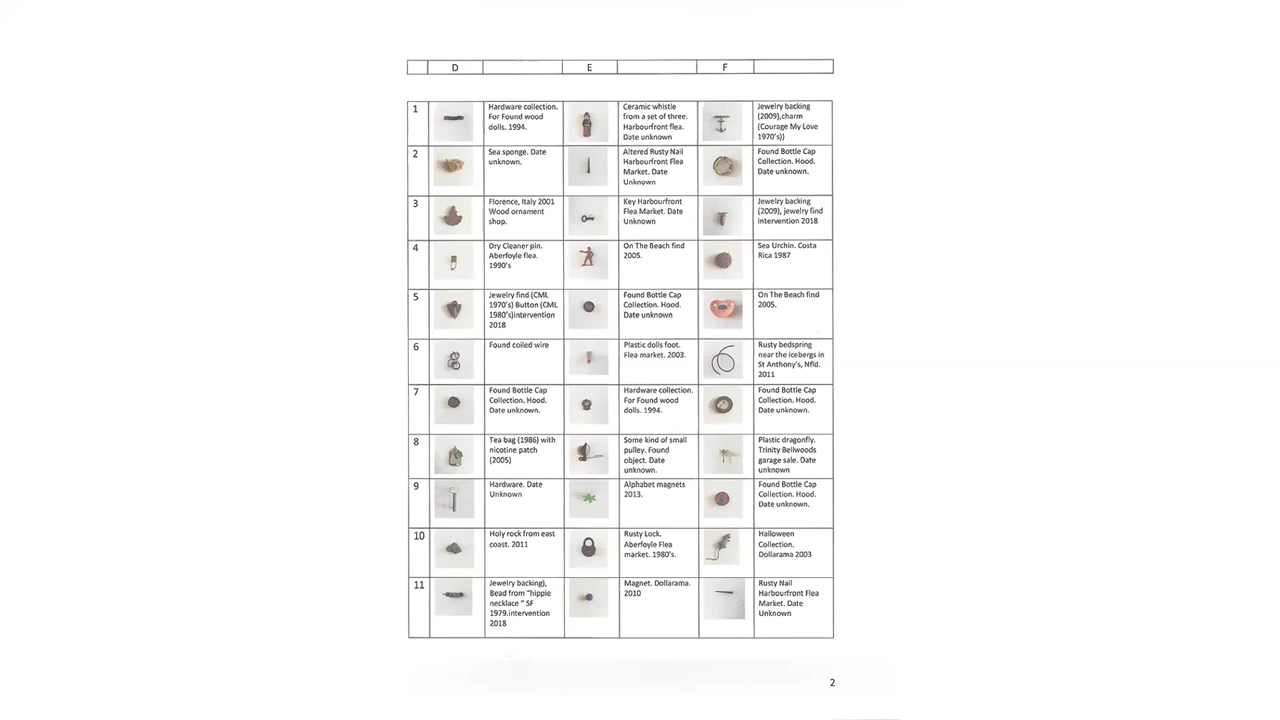 D E F
1
Hardware collection.
For Found wood
dolls. 1994.
Ceramic whistle
from a set of three.
Harbourfront flea.
Date unknown
Jewelry backing
(2009),charm
(Courage My Love
1970's))
2
Sea sponge. Date
unknown.
Altered Rusty Nail
Harbourfront Flea
Market. Date
Unknown
Found Bottle Cap
Collection. Hood.
Date unknown.
3
Florence, Italy 2001
Wood ornament
shop.
Key Harbourfront
Flea Market. Date
Unknown
Jewelry backing
(2009), jewelry find
intervention 2018
4
Dry Cleaner pin.
Aberfoyle flea.
1990's
On The Beach find
2005.
Sea Urchin. Costa
Rica 1987
5
Jewelry find (CML
1970's) Button (CML
1980's)intervention
2018
Found Bottle Cap
Collection. Hood.
Date unknown
On The Beach find
2005.
6
Found coiled wire
Plastic dolls foot.
Flea market. 2003.
Rusty bedspring
near the icebergs in
St Anthony's, Nfld.
2011
7
Found Bottle Cap
Collection. Hood.
Date unknown.
Hardware collection.
For Found wood
dolls. 1994.
Found Bottle Cap
Collection. Hood.
Date unknown.
8
Tea bag (1986) with
nicotine patch
(2005)
Some kind of small
pulley. Found
object. Date
unknown.
Plastic dragonfly.
Trinity Bellwoods
garage sale. Date
unknown
9
Hardware. Date
Unknown
Alphabet magnets
2013.
Found Bottle Cap
Collection. Hood.
Date unknown.
10
Holy rock from east
coast. 2011
Rusty Lock.
Aberfoyle Flea
market. 1980's.
Halloween
Collection.
Dollarama 2003
11
Jewelry backing),
Bead from "hippie
necklace " SF
1979.intervention
2018
Magnet. Dollarama.
2010
Rusty Nail
Harbourfront Flea
Market. Date
Unknown
2